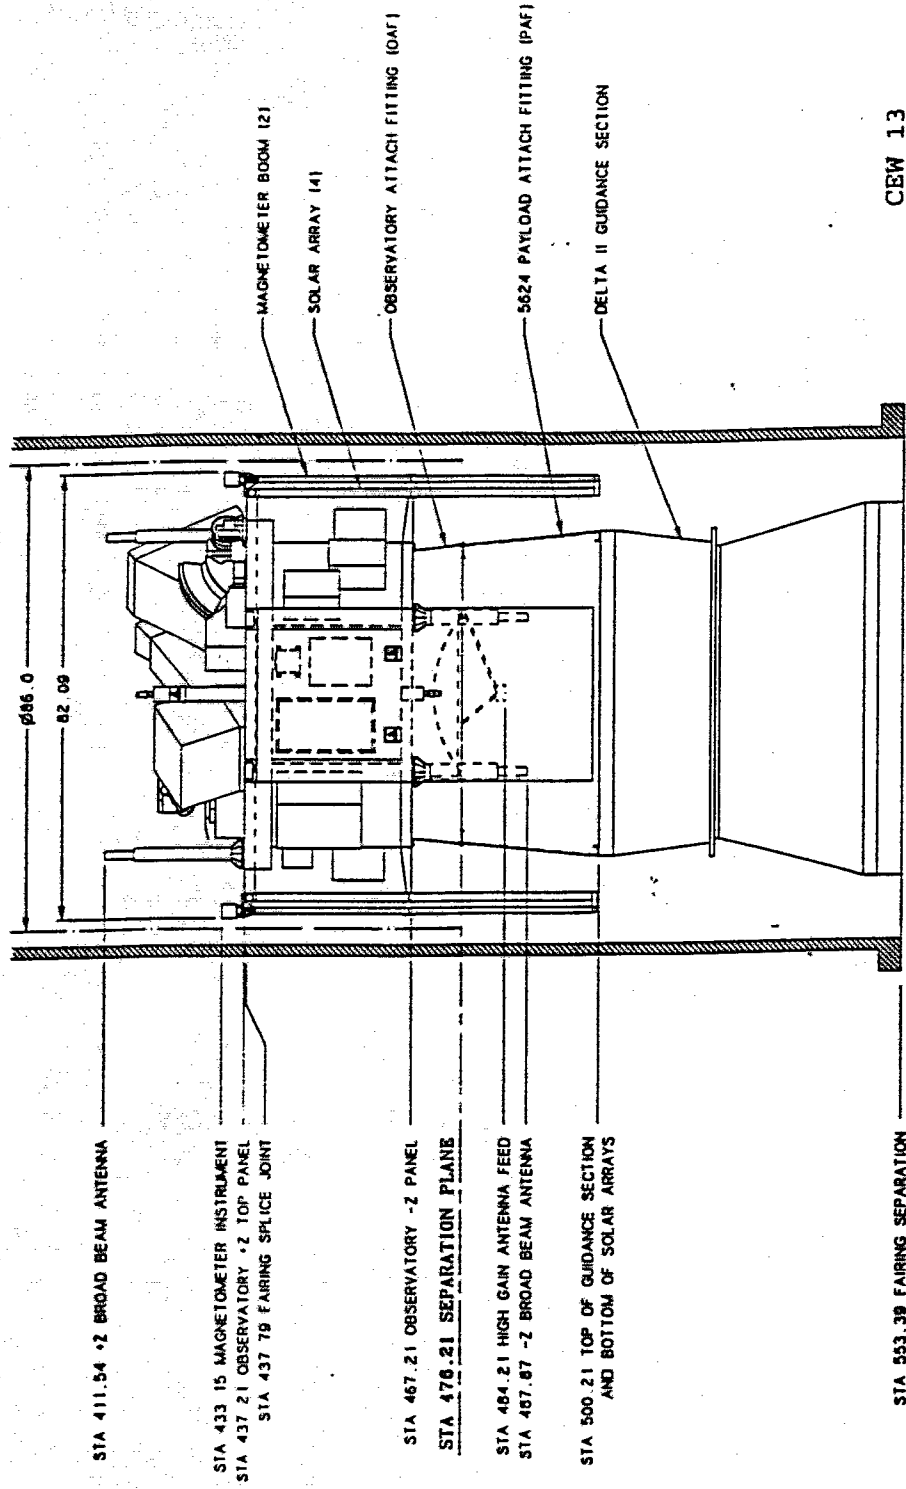 Ø86.0
82.09
STA 411.54 +Z BROAD BEAM ANTENNA
STA 433 15 MAGNETOMETER INSTRUMENT
STA 437 21 OBSERVATORY +Z TOP PANEL
STA 437 79 FAIRING SPLICE JOINT
STA 467.21 OBSERVATORY -Z PANEL
STA 476.21 SEPARATION PLANE
STA 484.21 HIGH GAIN ANTENNA FEED
STA 487.87 -Z BROAD BEAM ANTENNA
STA 500.21 TOP OF GUIDANCE SECTION
AND BOTTOM OF SOLAR ARRAYS
STA 553.39 FAIRING SEPARATION
MAGNETOMETER BOOM (2)
SOLAR ARRAY (4)
OBSERVATORY ATTACH FITTING (OAF)
5624 PAYLOAD ATTACH FITTING (PAF)
DELTA II GUIDANCE SECTION
CEW 13